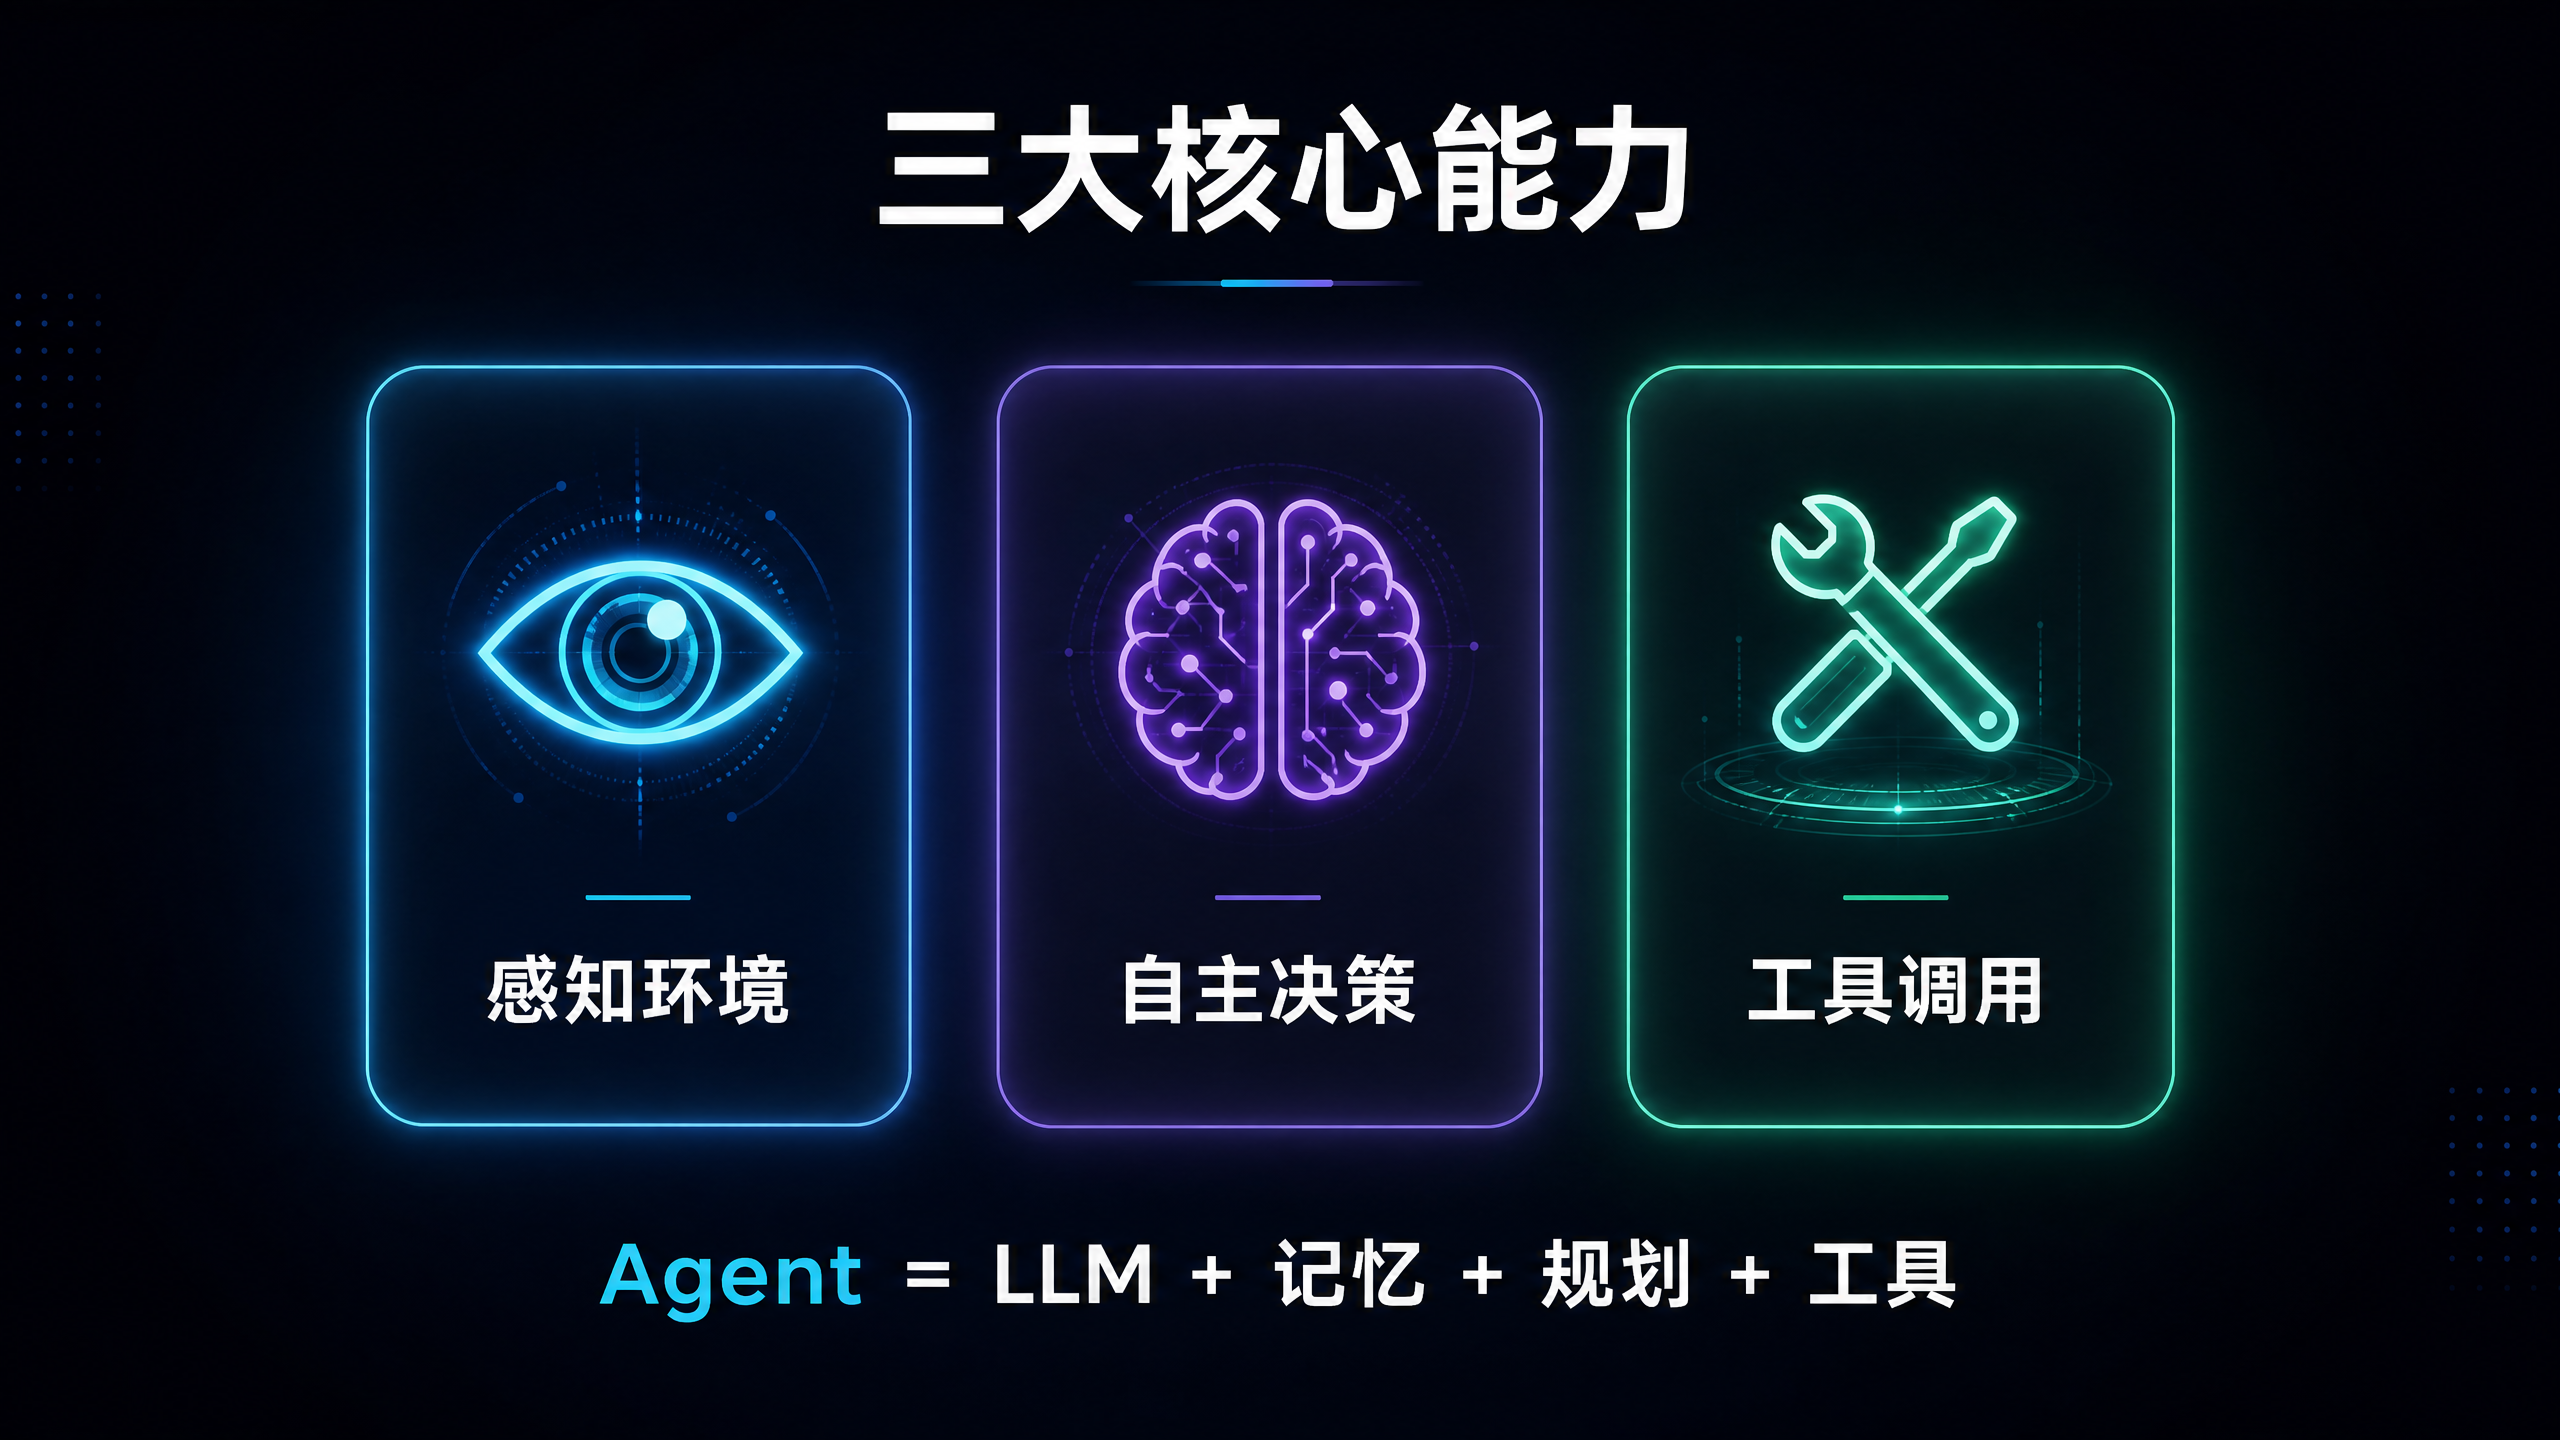 三大核心能力
感知环境
自主决策
工具调用
Agent = LLM + 记忆 + 规划 + 工具